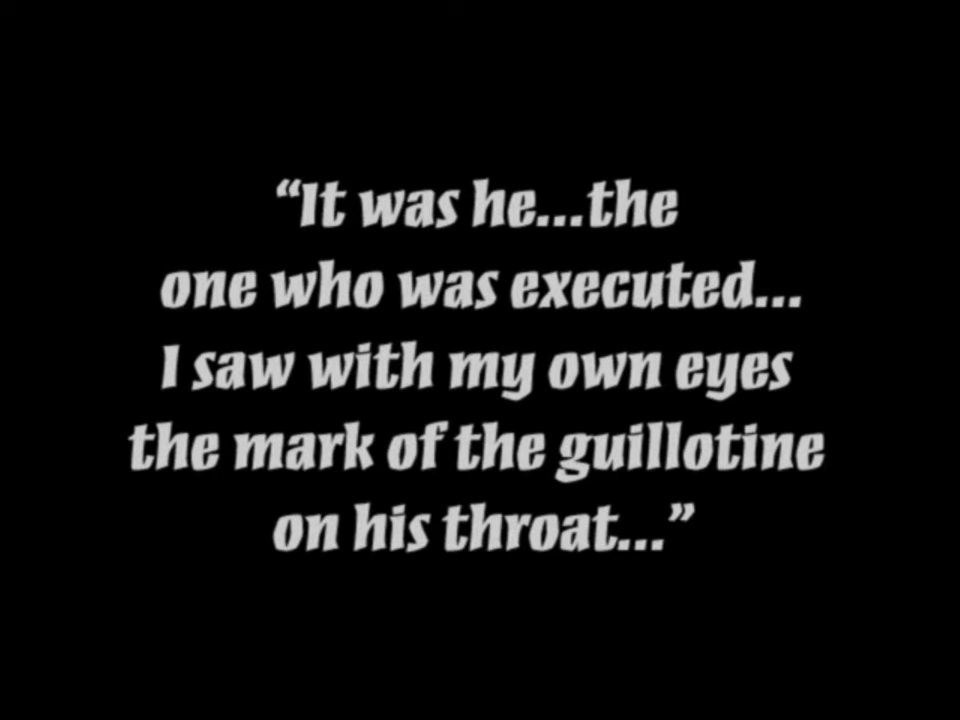 “It was he...the
one who was executed...
I saw with my own eyes
the mark of the guillotine
on his throat...”